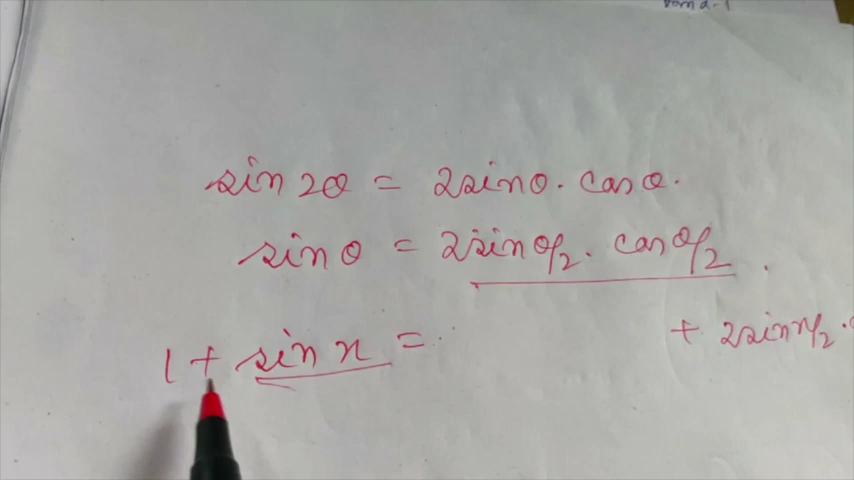 sin 2θ = 2sinθ. cosθ.
sinθ = 2sinθ/2. cosθ/2.
1 + sin x = + 2sin x/2.